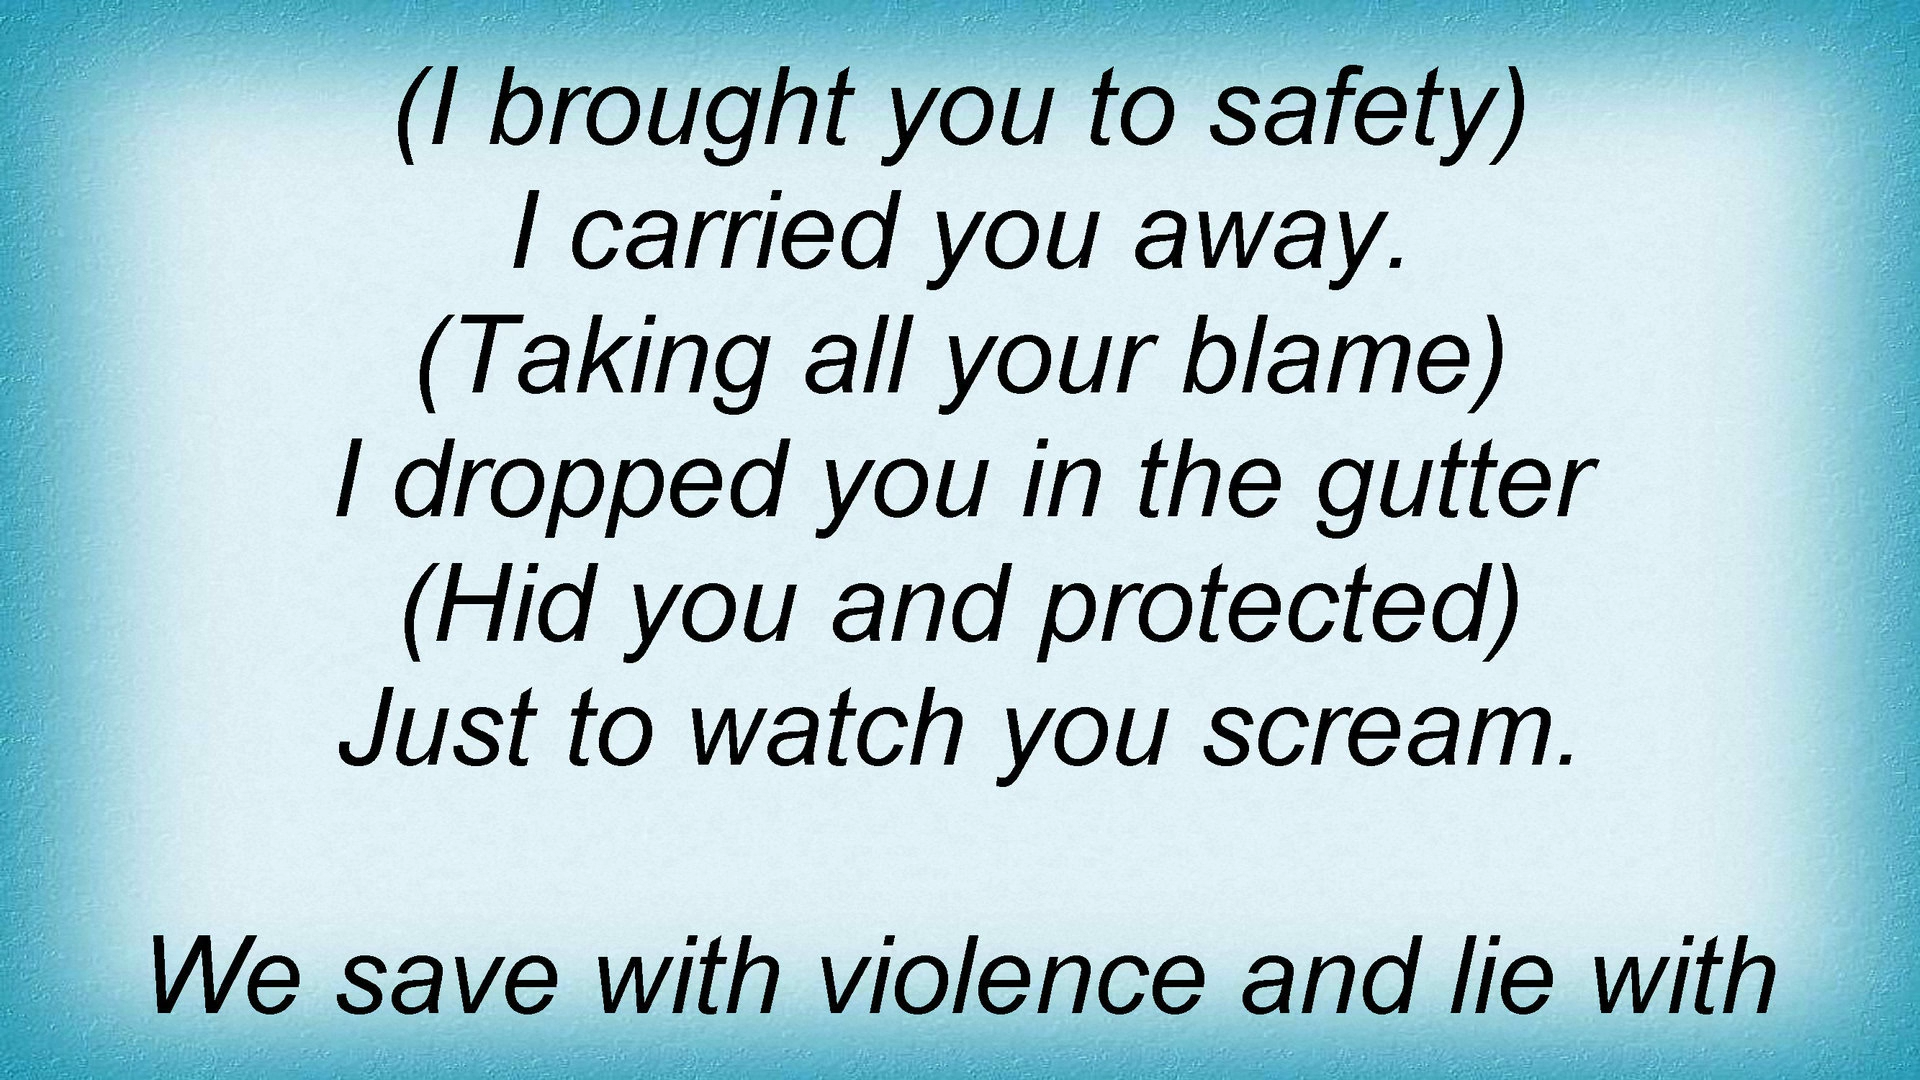 (I brought you to safety)
I carried you away.
(Taking all your blame)
I dropped you in the gutter
(Hid you and protected)
Just to watch you scream.
We save with violence and lie with